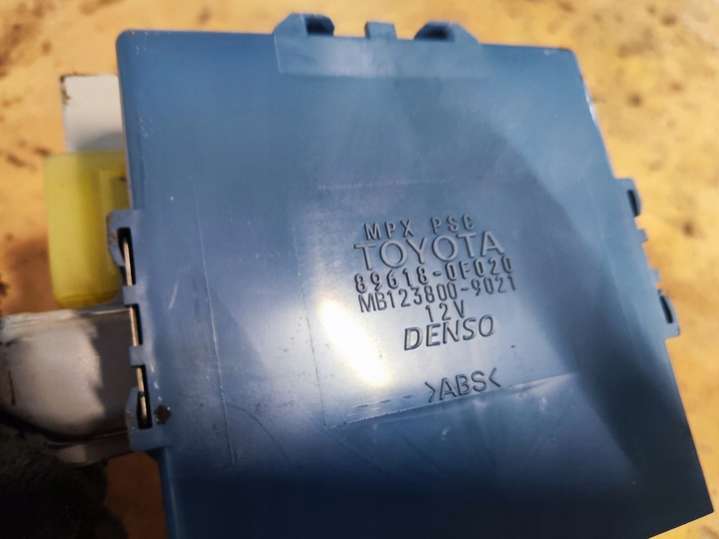 MPX PSC
TOYOTA
89618-0F020
MB123800-9021
12V
DENSO
>ABS<